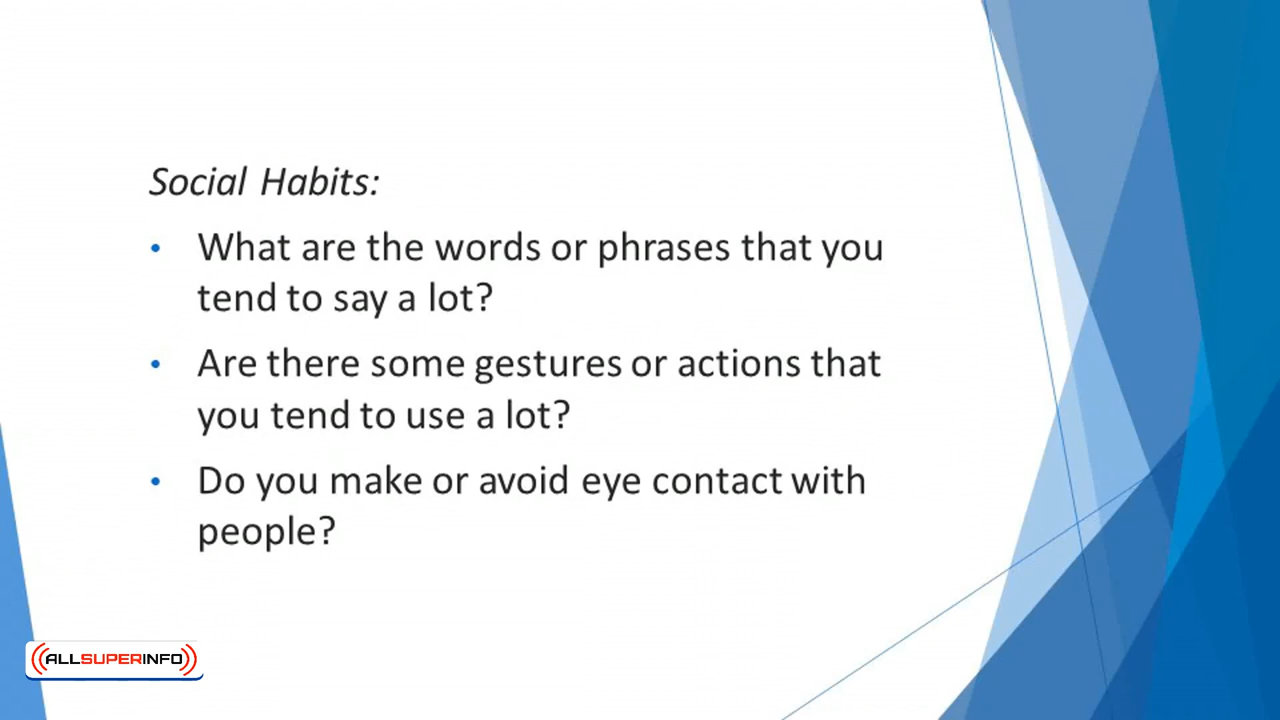 Social Habits:
• What are the words or phrases that you
tend to say a lot?
• Are there some gestures or actions that
you tend to use a lot?
• Do you make or avoid eye contact with
people?
((ALLSUPERINFO))